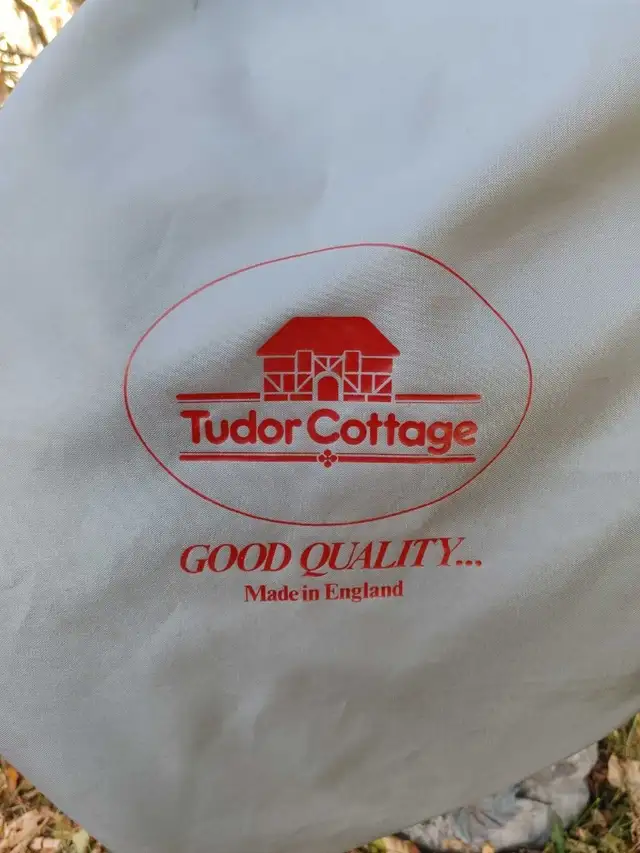 Tudor Cottage
GOOD QUALITY...
Made in England